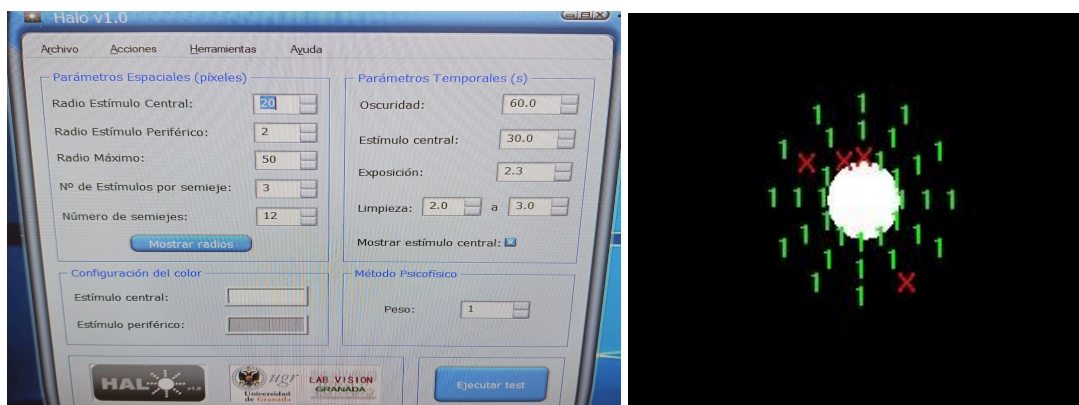 Halo v1.0
Archivo Acciones Herramientas Ayuda
Parámetros Espaciales (píxeles)
Radio Estímulo Central: 20
Radio Estímulo Periférico: 2
Radio Máximo: 50
Nº de Estímulos por semieje: 3
Número de semiejes: 12
Mostrar radios
Parámetros Temporales (s)
Oscuridad: 60.0
Estímulo central: 30.0
Exposición: 2.3
Limpieza: 2.0 a 3.0
Mostrar estímulo central:
Configuración del color
Estímulo central:
Estímulo periférico:
Método Psicofísico
Peso: 1
HALO v1.0
ugr
Universidad
de Granada
LAB VISION
GRANADA
Ejecutar test
1
1 1
1 1 1
1 1
X X X 1 1
1 1
1 1 1 1 1 1
1 1
1 1 1 1 1
1 1
1 1 1
1 X
1